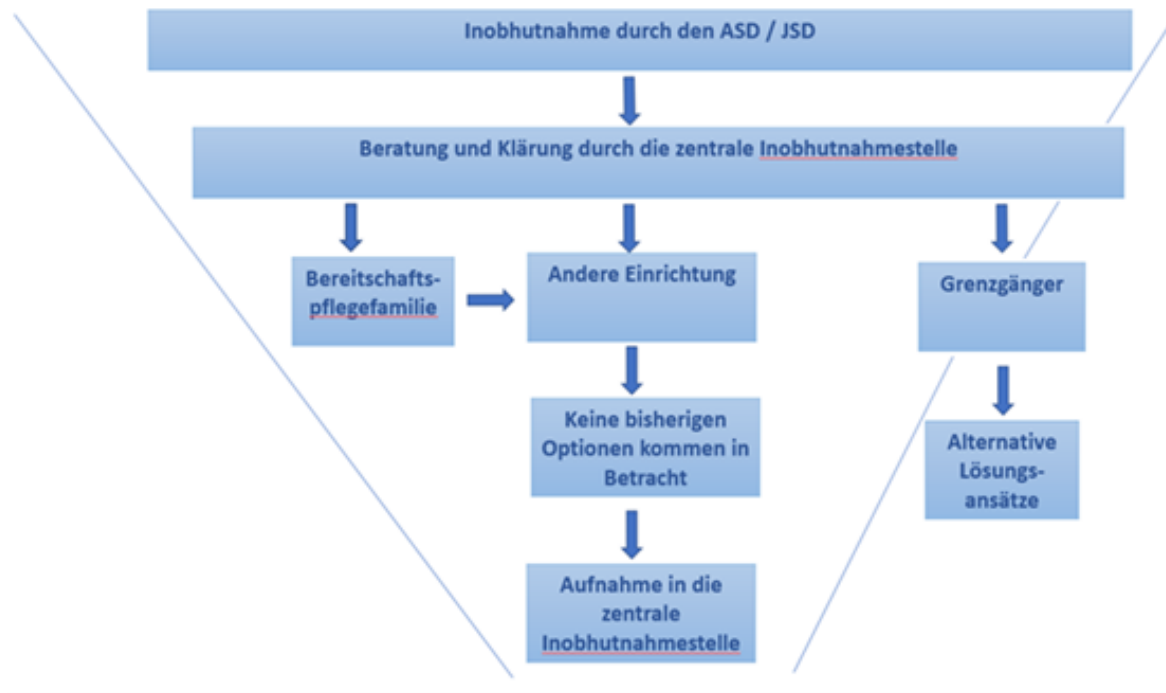 Inobhutnahme durch den ASD / JSD
Beratung und Klärung durch die zentrale Inobhutnahmestelle
Bereitschafts-
pflegefamilie
Andere Einrichtung
Grenzgänger
Keine bisherigen
Optionen kommen in
Betracht
Alternative
Lösungs-
ansätze
Aufnahme in die
zentrale
Inobhutnahmestelle